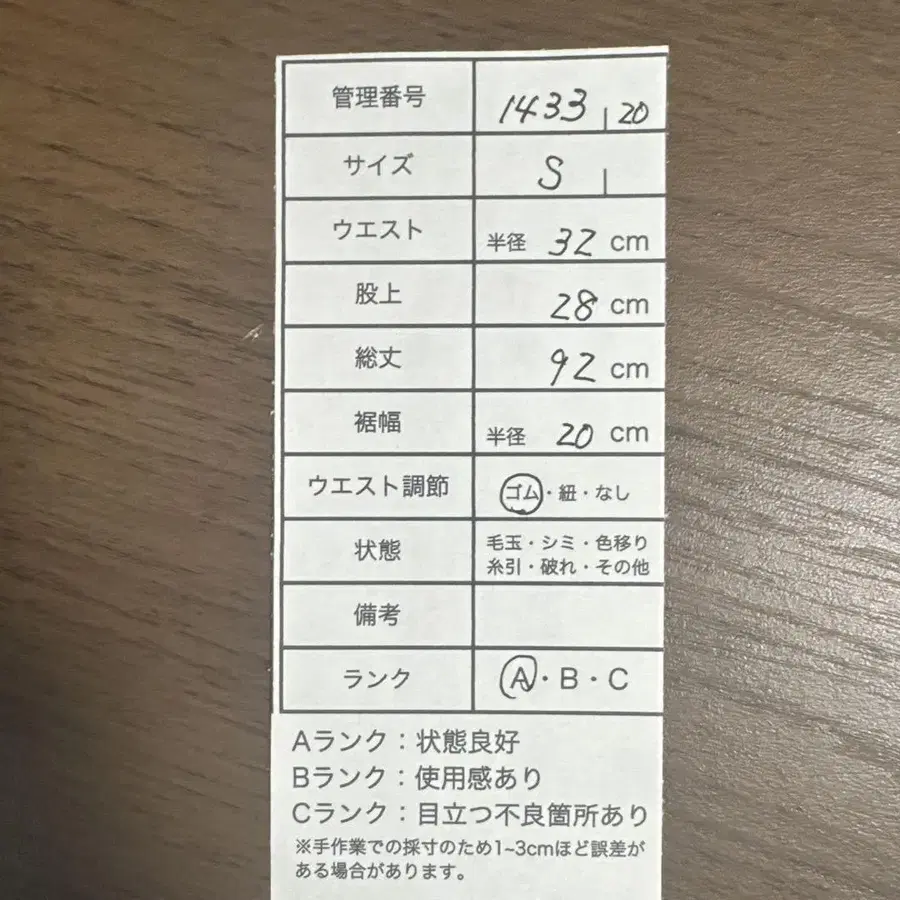 管理番号 1433 | 20
サイズ S |
ウエスト 半径 32 cm
股上 28 cm
総丈 92 cm
裾幅 半径 20 cm
ウエスト調節 ゴム・紐・なし
状態 毛玉・シミ・色移り
糸引・破れ・その他
備考
ランク A・B・C
Aランク：状態良好
Bランク：使用感あり
Cランク：目立つ不良箇所あり
※手作業での採寸のため1~3cmほど誤差が
ある場合があります。